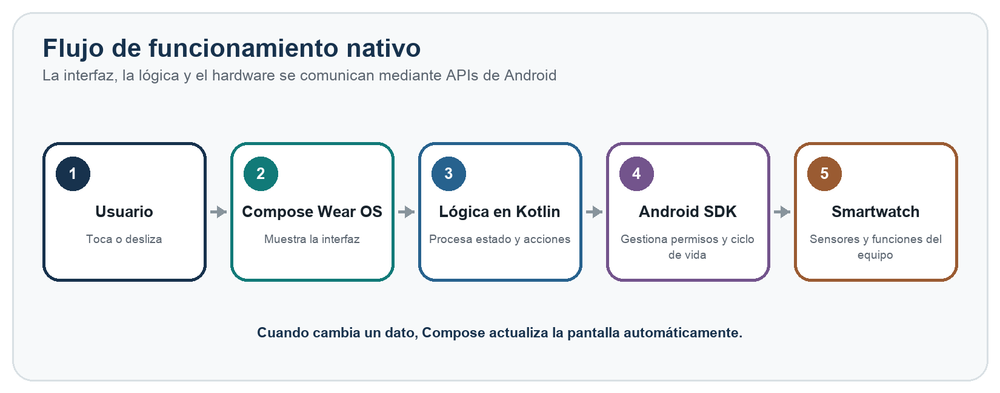 Flujo de funcionamiento nativo
La interfaz, la lógica y el hardware se comunican mediante APIs de Android
1
Usuario
Toca o desliza
2
Compose Wear OS
Muestra la interfaz
3
Lógica en Kotlin
Procesa estado y acciones
4
Android SDK
Gestiona permisos y ciclo
de vida
5
Smartwatch
Sensores y funciones del
equipo
Cuando cambia un dato, Compose actualiza la pantalla automáticamente.